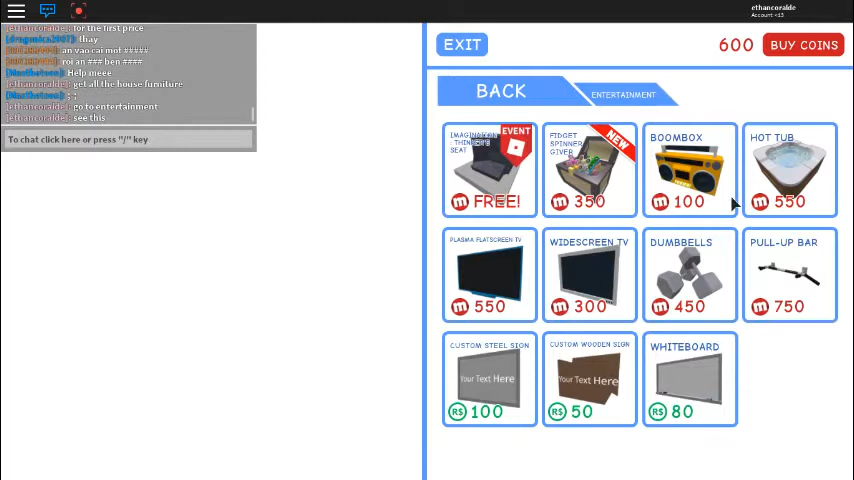 ethancoralde
Account <13
[ethancoralde]: for the first price
thay
an vao cai mot #####
roi an ### ben ####
Help meee
[ethancoralde]: get all the house furniture
: ;
[ethancoralde]: go to entertainment
[ethancoralde]: see this
To chat click here or press "/" key
EXIT
600
BUY COINS
BACK
ENTERTAINMENT
IMAGINATION
: THINKER'S
SEAT
EVENT
m FREE!
FIDGET
SPINNER
GIVER
NEW
m 350
BOOMBOX
m 100
HOT TUB
m 550
PLASMA FLATSCREEN TV
m 550
WIDESCREEN TV
m 300
DUMBBELLS
m 450
PULL-UP BAR
m 750
CUSTOM STEEL SIGN
Your Text Here
R$ 100
CUSTOM WOODEN SIGN
Your Text Here
R$ 50
WHITEBOARD
R$ 80